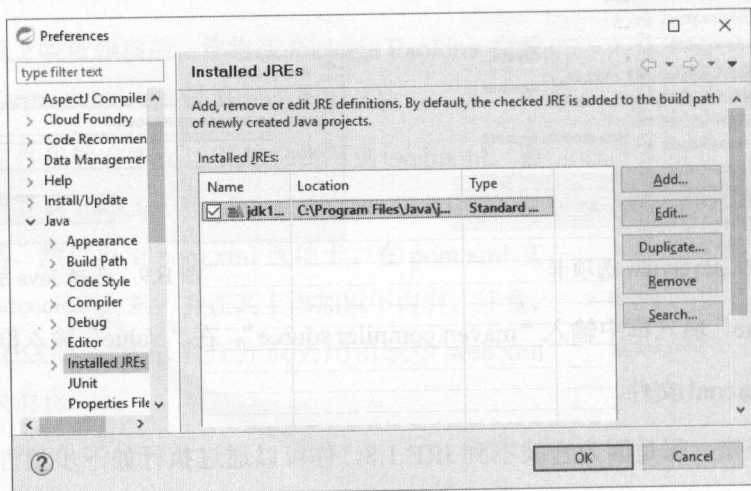 Preferences
type filter text
AspectJ Compiler
Cloud Foundry
Code Recommen
Data Managemer
Help
Install/Update
Java
Appearance
Build Path
Code Style
Compiler
Debug
Editor
Installed JREs
JUnit
Properties File
Installed JREs
Add, remove or edit JRE definitions. By default, the checked JRE is added to the build path
of newly created Java projects.
Installed JREs:
Name Location Type
jdk1... C:\Program Files\Java\j... Standard ...
Add...
Edit...
Duplicate...
Remove
Search...
OK
Cancel